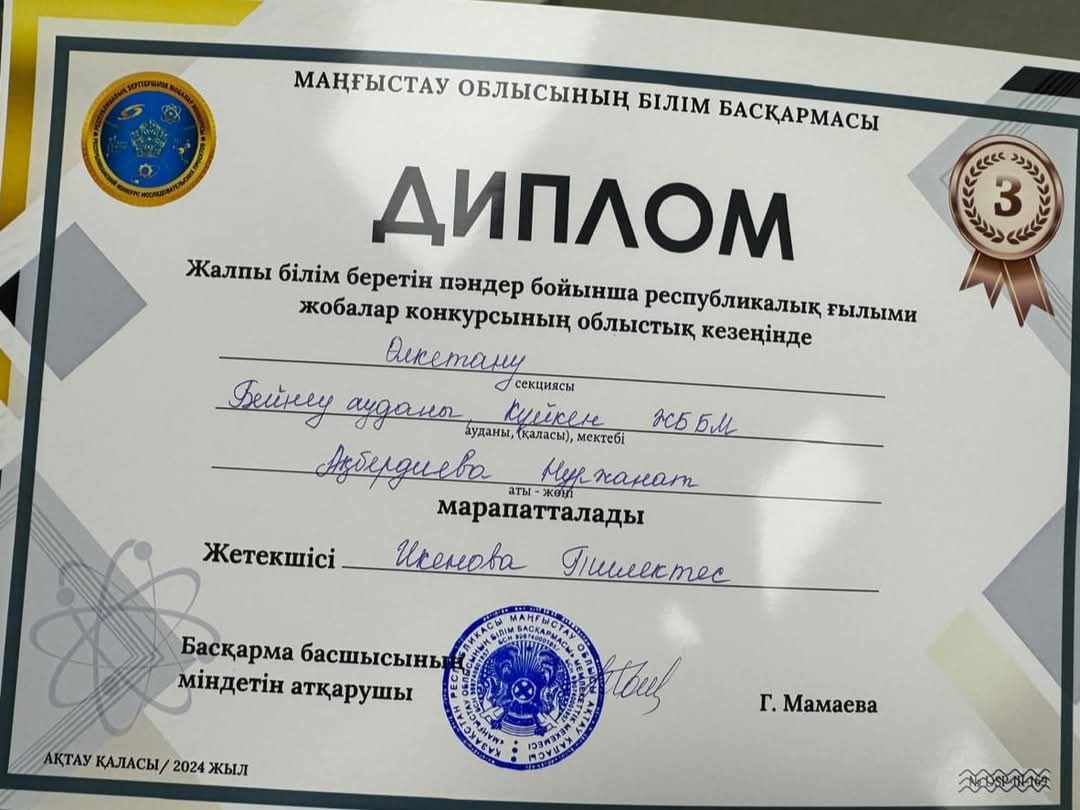 МАҢҒЫСТАУ ОБЛЫСЫНЫҢ БІЛІМ БАСҚАРМАСЫ
3
ДИПЛОМ
Жалпы білім беретін пәндер бойынша республикалық ғылыми
жобалар конкурсының облыстық кезеңінде
Өлкетану
секциясы
Бейнеу ауданы, Күйкен ЖББМ
ауданы, (қаласы), мектебі
Ақбердиева Нұржанат
аты - жөні
марапатталады
Жетекшісі Икенова Тілектес
Басқарма басшысының
міндетін атқарушы
Г. Мамаева
АҚТАУ ҚАЛАСЫ/ 2024 ЖЫЛ